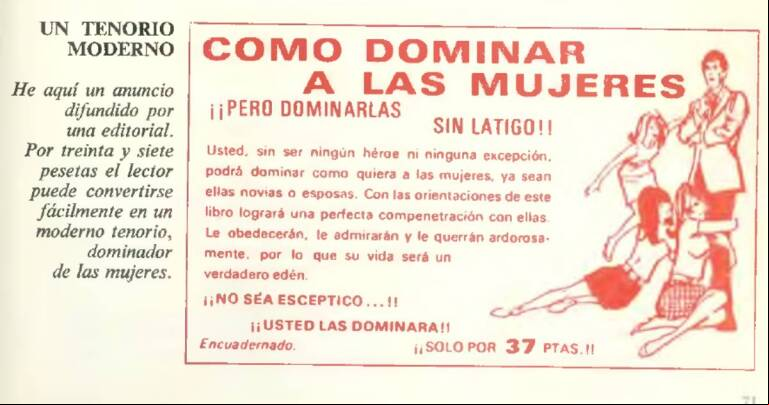 UN TENORIO
MODERNO
He aquí un anuncio
difundido por
una editorial.
Por treinta y siete
pesetas el lector
puede convertirse
fácilmente en un
moderno tenorio,
dominador
de las mujeres.
COMO DOMINAR
A LAS MUJERES
¡¡PERO DOMINARLAS
SIN LATIGO!!
Usted, sin ser ningún héroe ni ninguna excepción,
podrá dominar como quiera a las mujeres, ya sean
ellas novias o esposas. Con las orientaciones de este
libro logrará una perfecta compenetración con ellas.
Le obedecerán, le admirarán y le querrán ardorosa-
mente, por lo que su vida será un
verdadero edén.
¡¡NO SEA ESCEPTICO...!!
¡¡USTED LAS DOMINARA!!
Encuadernado.
¡¡SOLO POR 37 PTAS.!!
71